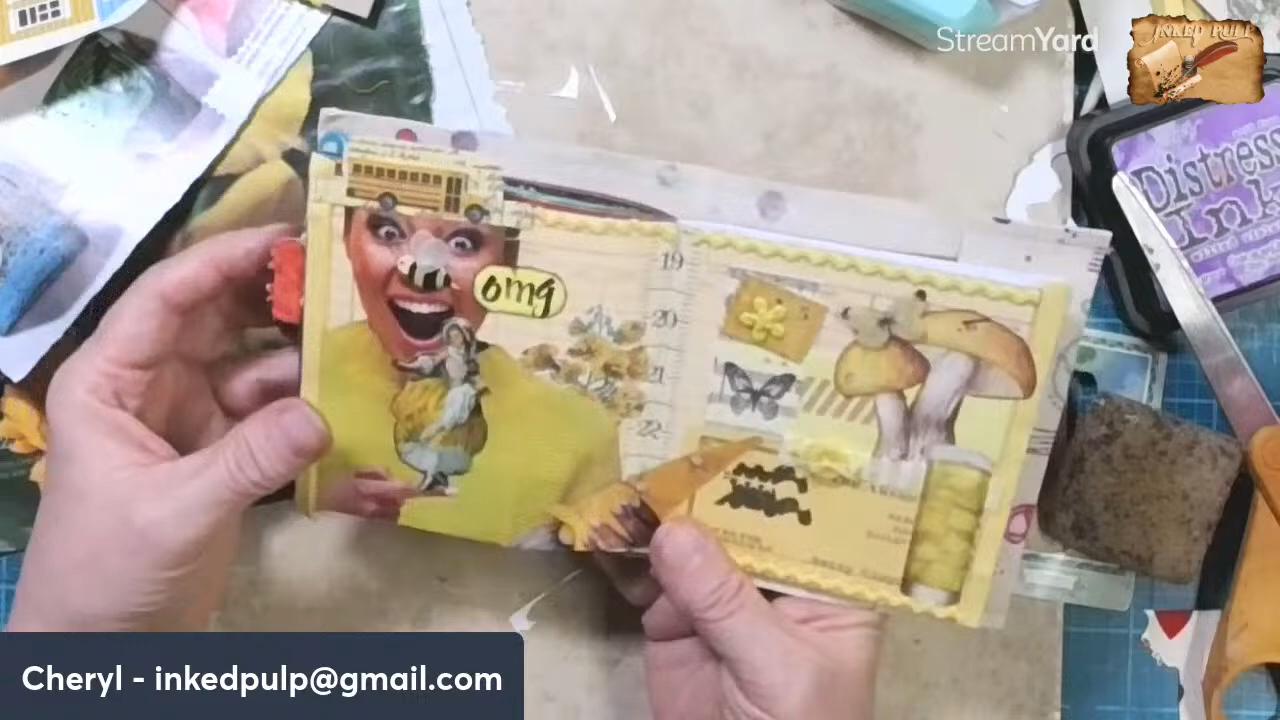 StreamYard
INKED PULP
Distress
Ink
omg
19
20
21
22
Cheryl - inkedpulp@gmail.com